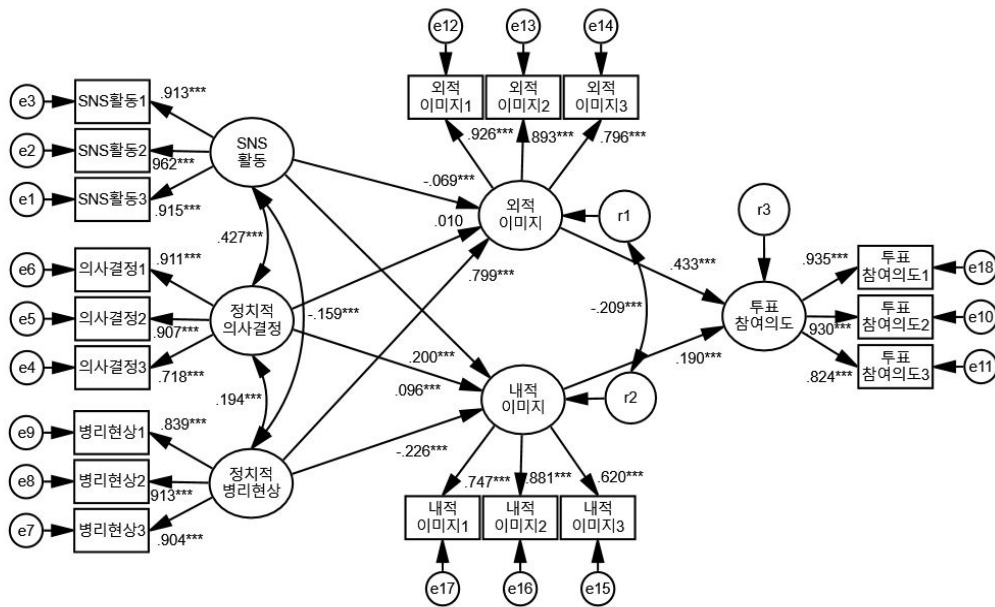 e12
e13
e14
외적
이미지1
외적
이미지2
외적
이미지3
.926***
.893***
.796***
e3
SNS활동1
.913***
e2
SNS활동2
.962***
e1
SNS활동3
.915***
SNS
활동
-.069***
외적
이미지
r1
r3
.427***
.010
.799***
.433***
e6
의사결정1
.911***
e5
의사결정2
.907***
e4
의사결정3
.718***
정치적
의사결정
-.159***
-.209***
투표
참여의도
.935***
투표
참여의도1
e18
.930***
투표
참여의도2
e10
.824***
투표
참여의도3
e11
.200***
.096***
.190***
.194***
내적
이미지
r2
e9
병리현상1
.839***
e8
병리현상2
.913***
e7
병리현상3
.904***
정치적
병리현상
-.226***
.747***
.881***
.620***
내적
이미지1
내적
이미지2
내적
이미지3
e17
e16
e15